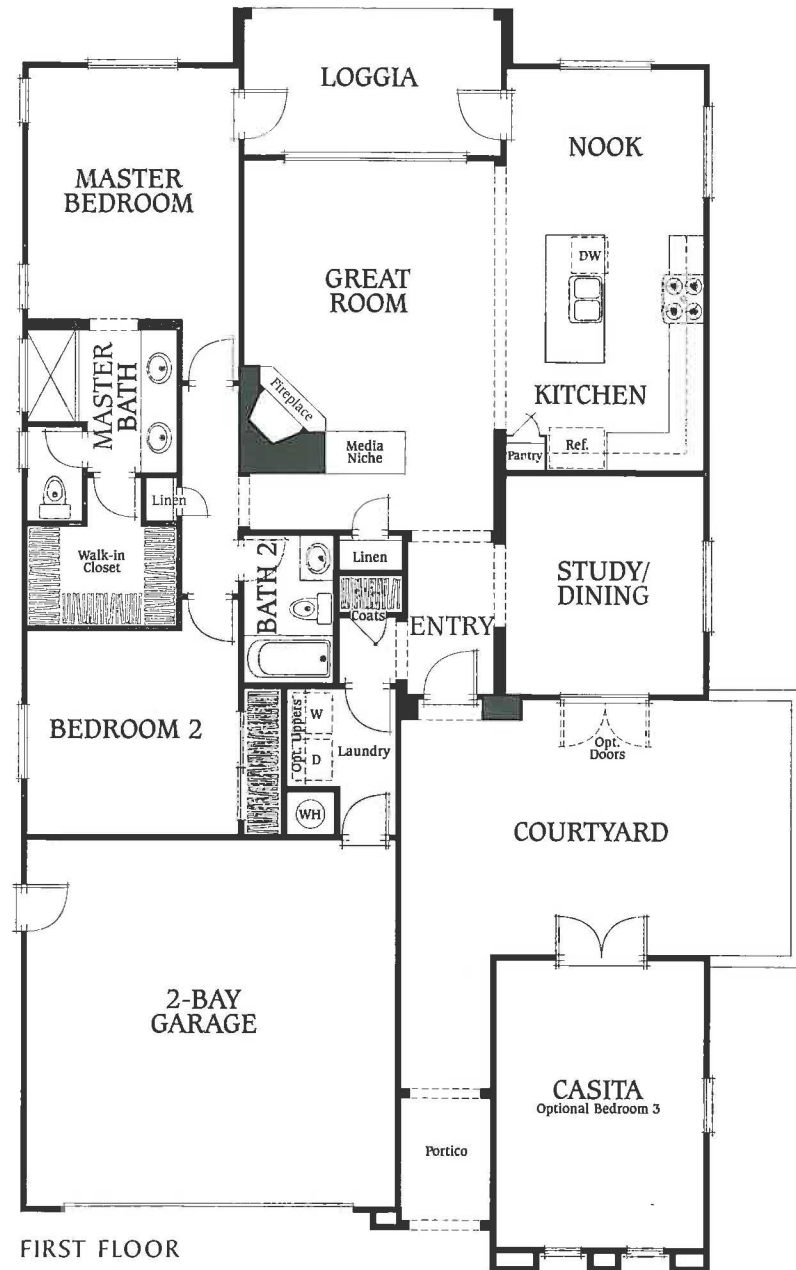 LOGGIA
NOOK
MASTER
BEDROOM
DW
GREAT
ROOM
MASTER
BATH
Fireplace
KITCHEN
Media
Niche
Pantry
Ref.
Linen
Walk-in
Closet
BATH 2
Linen
STUDY/
DINING
Coats
ENTRY
BEDROOM 2
Opt. Uppers
W
D
Laundry
WH
Opt.
Doors
COURTYARD
2-BAY
GARAGE
CASITA
Optional Bedroom 3
Portico
FIRST FLOOR